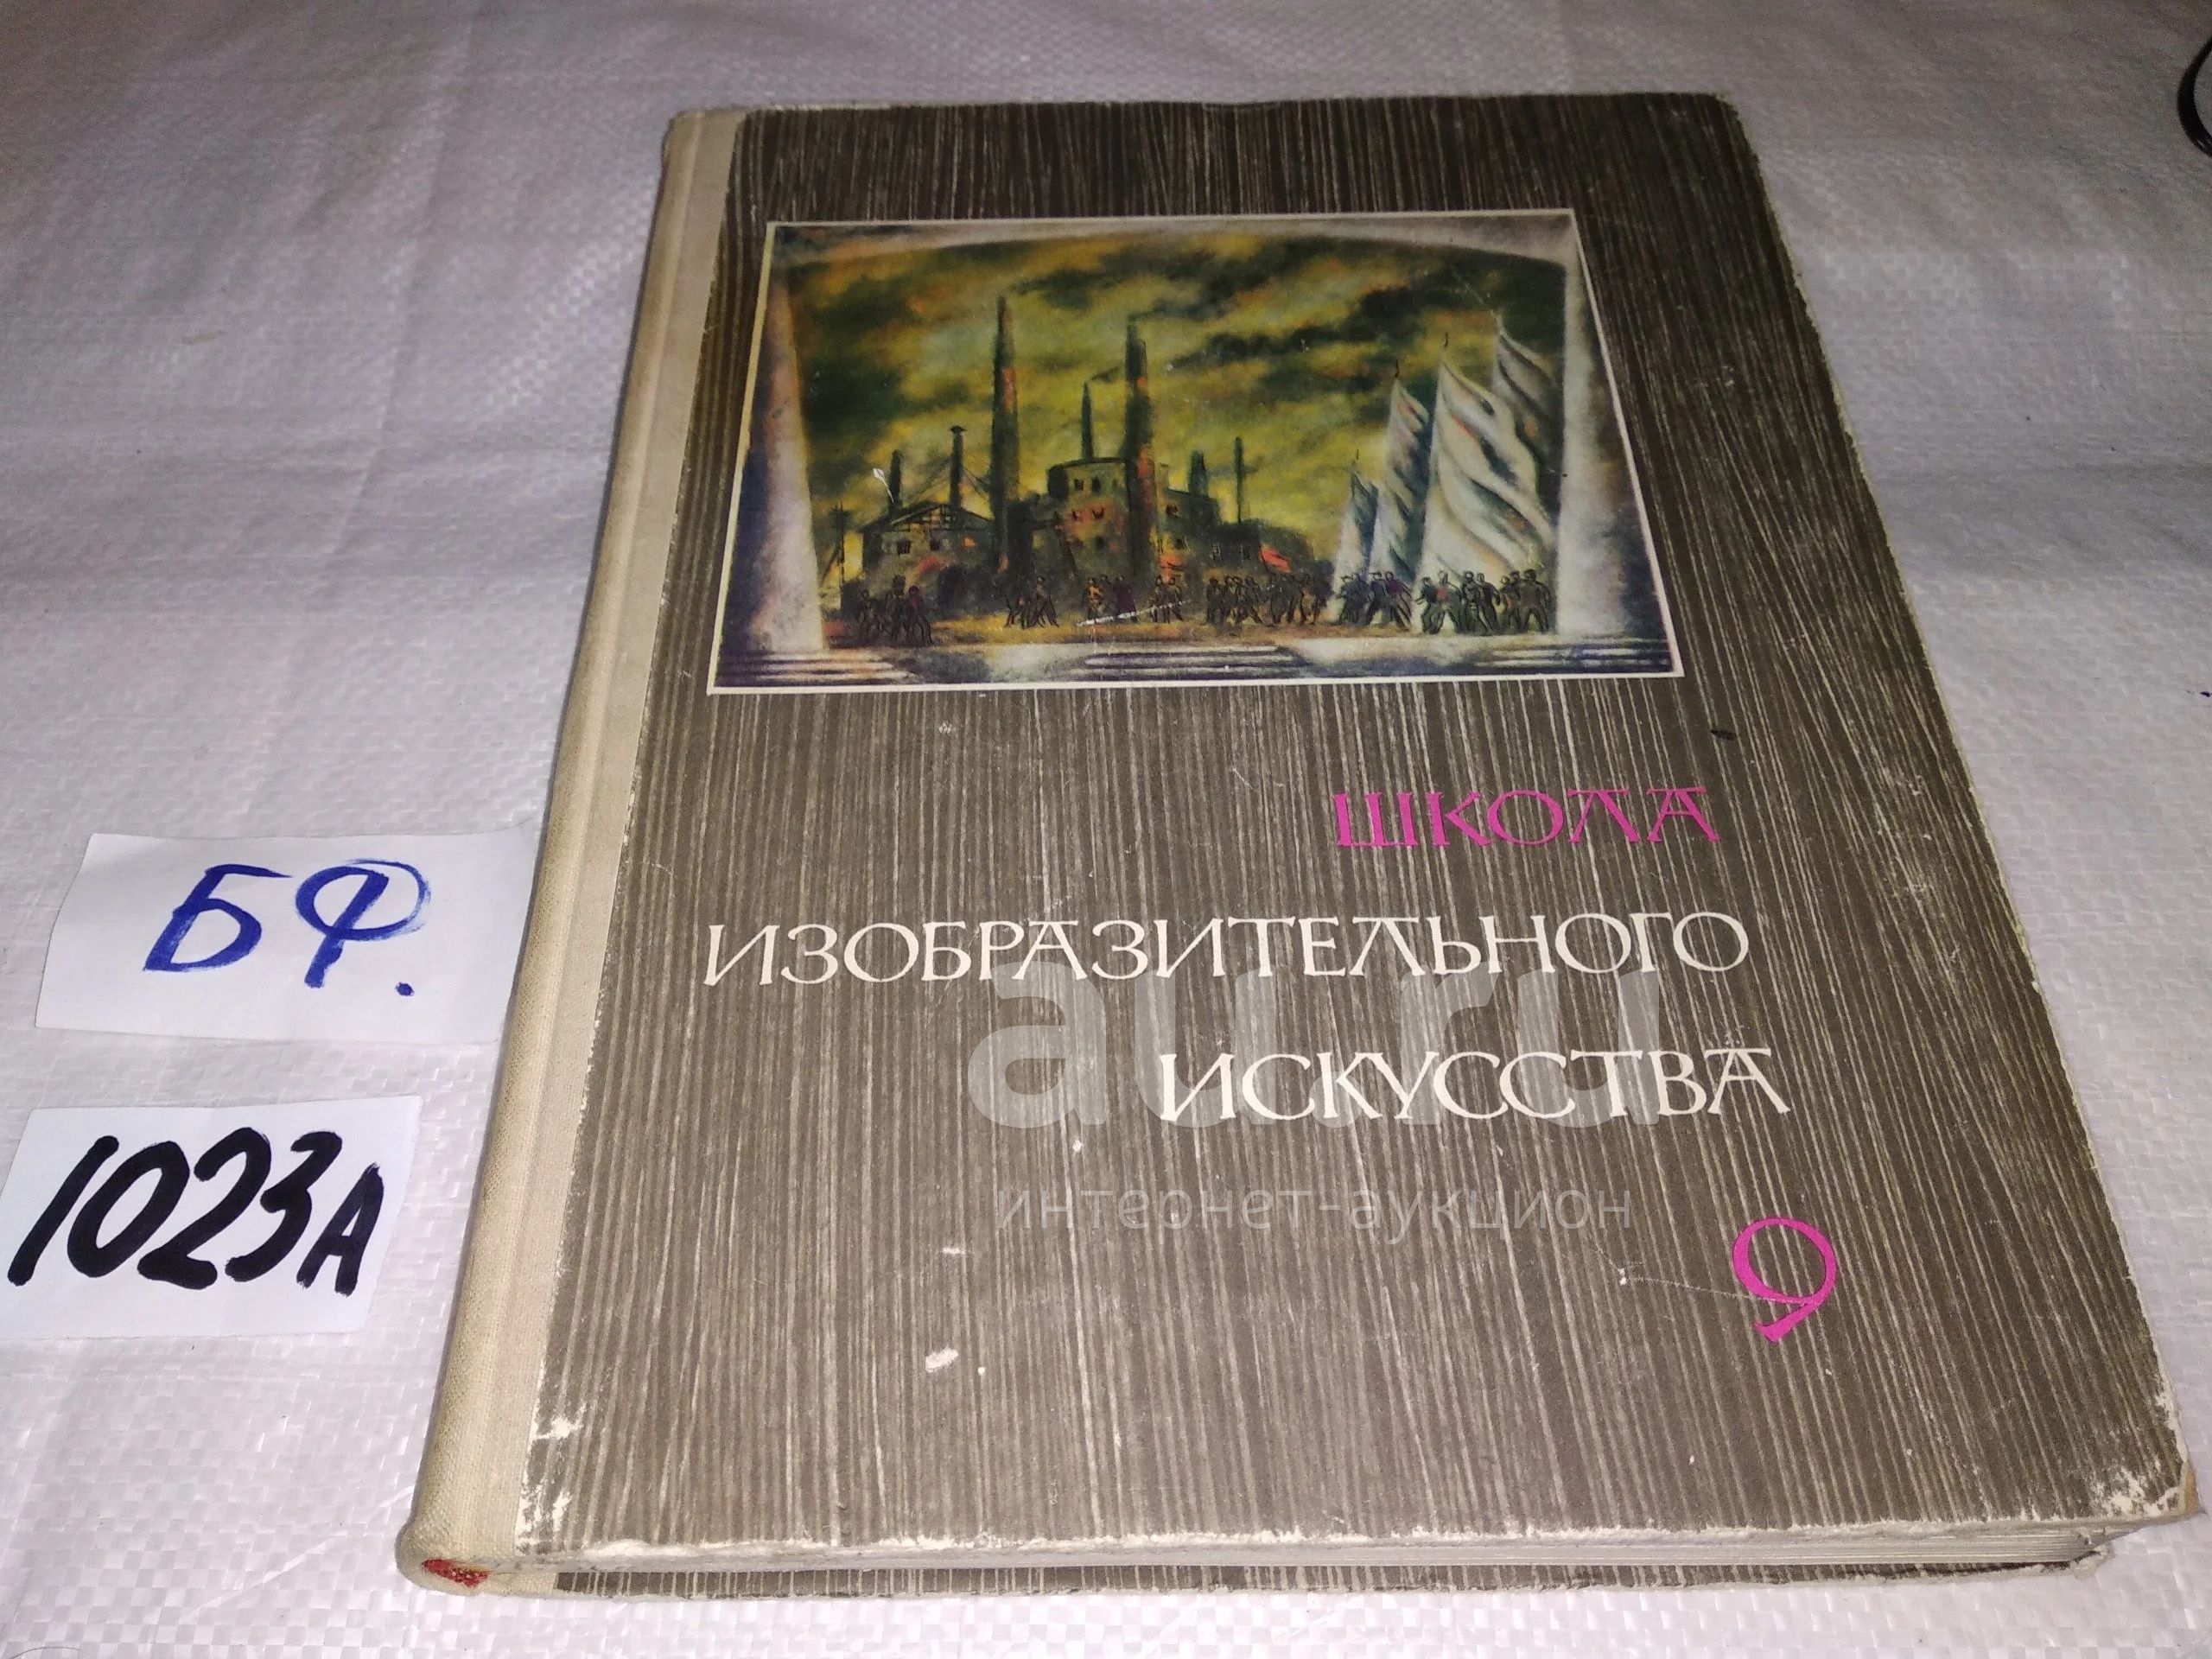 ШКОЛА
ИЗОБРАЗИТЕЛЬНОГО
ИСКУССТВА
9
БФ.
1023А
au.ru
интернет-аукцион